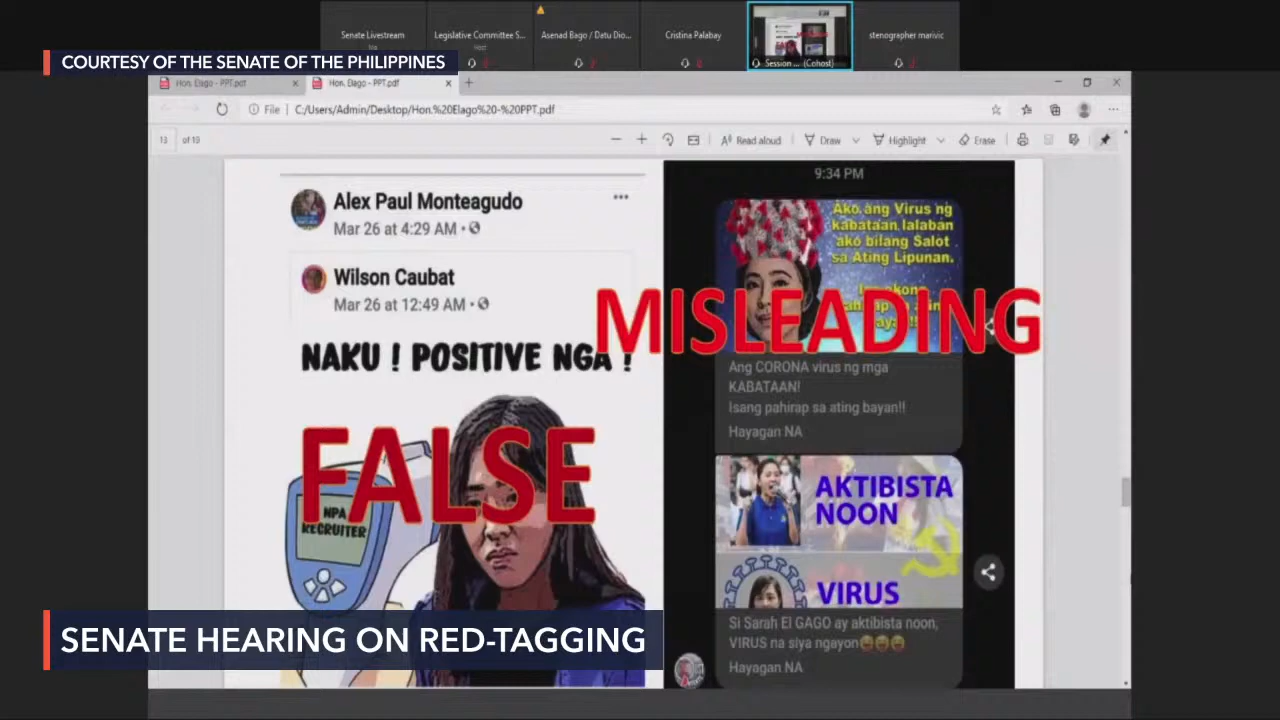 Senate Livestream
Legislative Committee S...
Host
Asenad Bago / Datu Dio...
Cristina Palabay
Session ... (Cohost)
stenographer marivic
COURTESY OF THE SENATE OF THE PHILIPPINES
Hon. Elago - PPT.pdf
Hon. Elago - PPT.pdf
File
C:/Users/Admin/Desktop/Hon.%20Elago%20-%20PPT.pdf
13
of 19
Read aloud
Draw
Highlight
Erase
Alex Paul Monteagudo
Mar 26 at 4:29 AM
Wilson Caubat
Mar 26 at 12:49 AM
NAKU ! POSITIVE NGA !
FALSE
NPA
RECRUITER
9:34 PM
Ako ang Virus ng
kabataan lalaban
ako bilang Salot
sa Ating Lipunan.
MISLEADING
Ang CORONA virus ng mga
KABATAAN!
Isang pahirap sa ating bayan!!
Hayagan NA
AKTIBISTA
NOON
VIRUS
Si Sarah El GAGO ay aktibista noon,
VIRUS na siya ngayon😆😆😆
Hayagan NA
SENATE HEARING ON RED-TAGGING